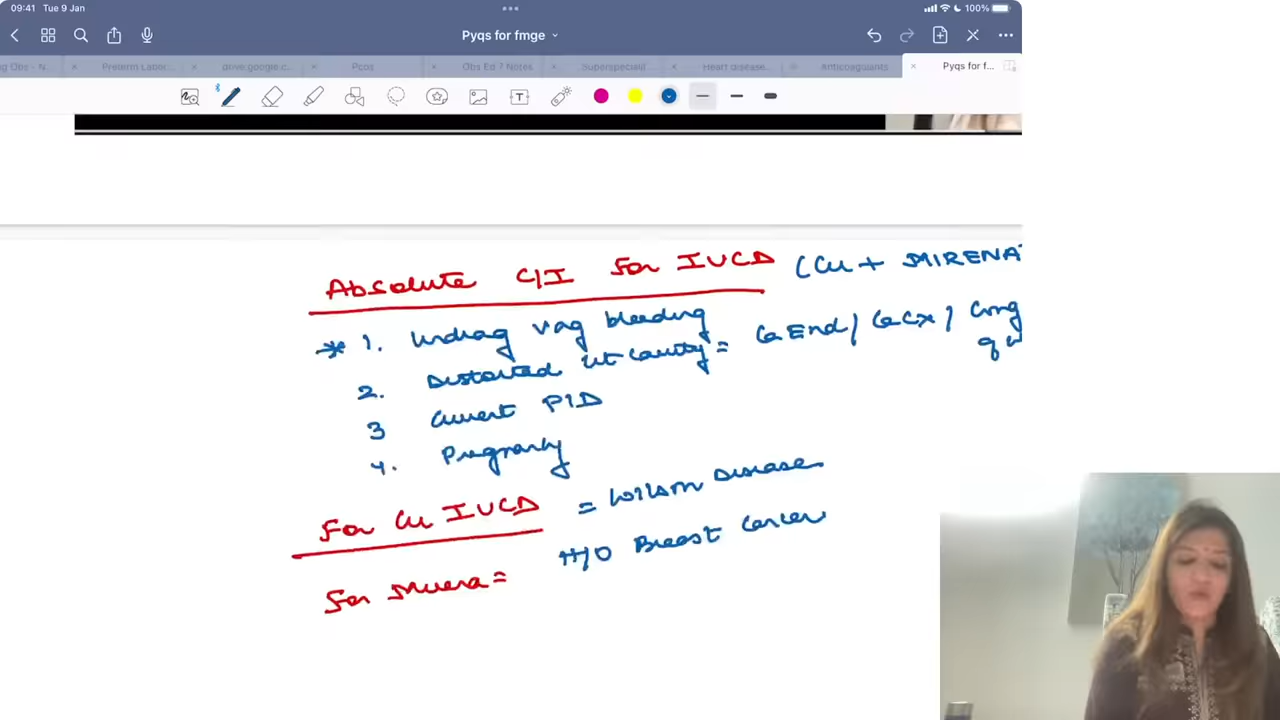 09:41 Tue 9 Jan
100%
Pyqs for fmge
g Obs - N...
Preterm Labor...
drive.google.c...
Pcos
Obs Ed 7 Notes
Superspeciali
Heart disease...
Anticoagulants
Pyqs for f...
Absolute C/I for IUCD (Cu + MIRENA
* 1. Undiag vag bleeding
2. Distorted Ut cavity = Ca End / Ca Cx / Cong
3 Current PID
4. Pregnancy
For Cu IUCD = Wilson Disease
For Mirena = H/O Breast Cancer